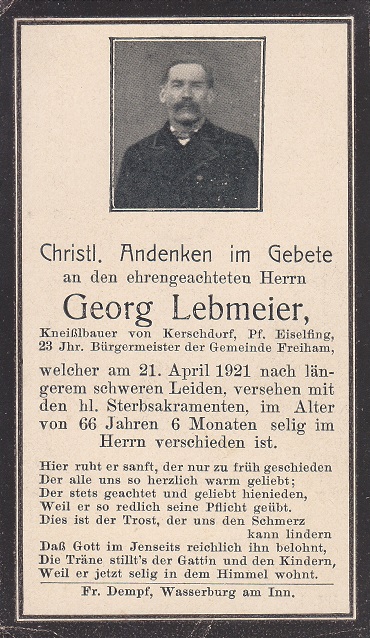 Christl. Andenken im Gebete
an den ehrengeachteten Herrn
Georg Lebmeier,
Kneißlbauer von Kerschdorf, Pf. Eiselfing,
23 Jhr. Bürgermeister der Gemeinde Freiham,
welcher am 21. April 1921 nach län-
gerem schweren Leiden, versehen mit
den hl. Sterbsakramenten, im Alter
von 66 Jahren 6 Monaten selig im
Herrn verschieden ist.
Hier ruht er sanft, der nur zu früh geschieden
Der alle uns so herzlich warm geliebt;
Der stets geachtet und geliebt hienieden,
Weil er so redlich seine Pflicht geübt.
Dies ist der Trost, der uns den Schmerz
kann lindern
Daß Gott im Jenseits reichlich ihn belohnt,
Die Träne stillt's der Gattin und den Kindern,
Weil er jetzt selig in dem Himmel wohnt.
Fr. Dempf, Wasserburg am Inn.